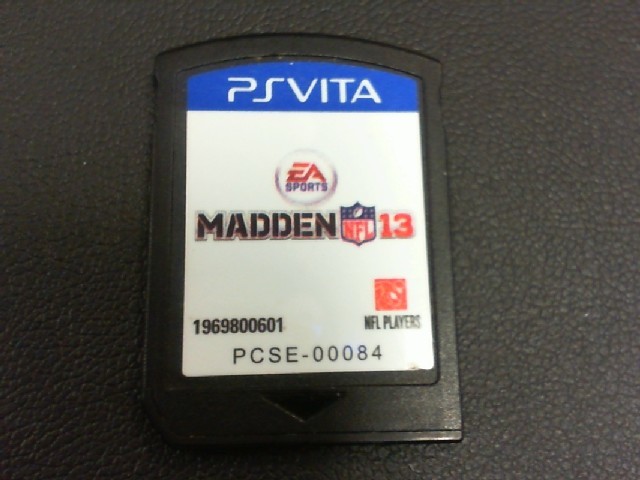 PSVITA
EA
SPORTS
MADDEN NFL 13
1969800601
NFL PLAYERS
PCSE-00084